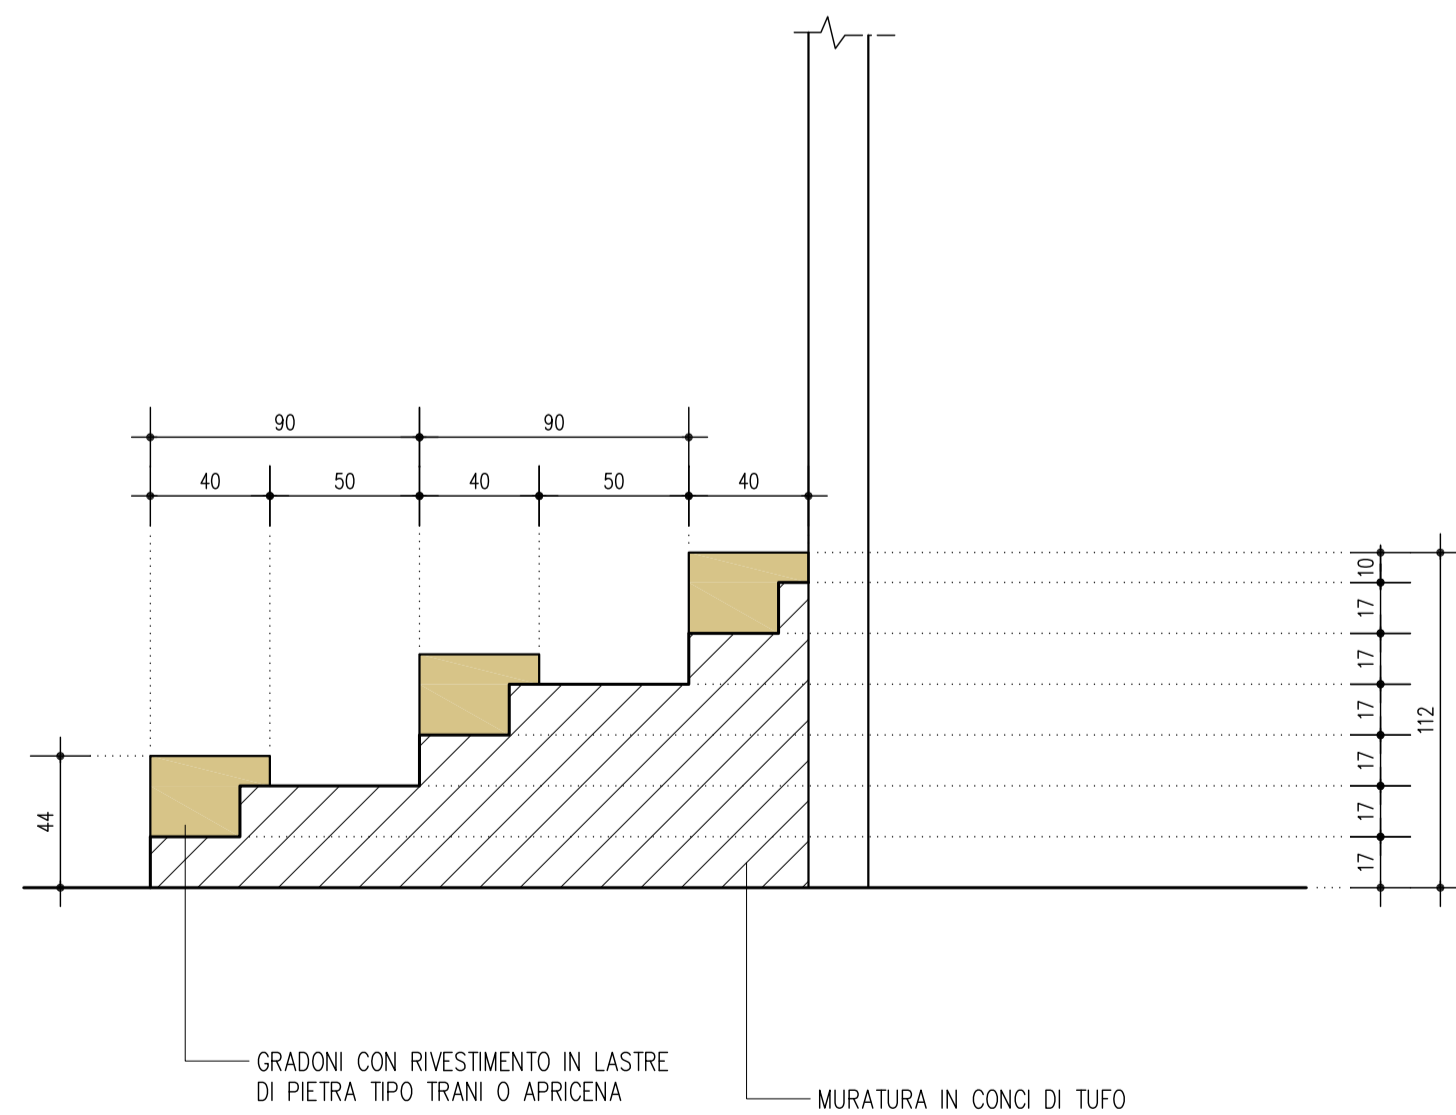 90 90
40 50 40 50 40
10
17
17
17
17
17
17
112
44
GRADONI CON RIVESTIMENTO IN LASTRE
DI PIETRA TIPO TRANI O APRICENA
MURATURA IN CONCI DI TUFO